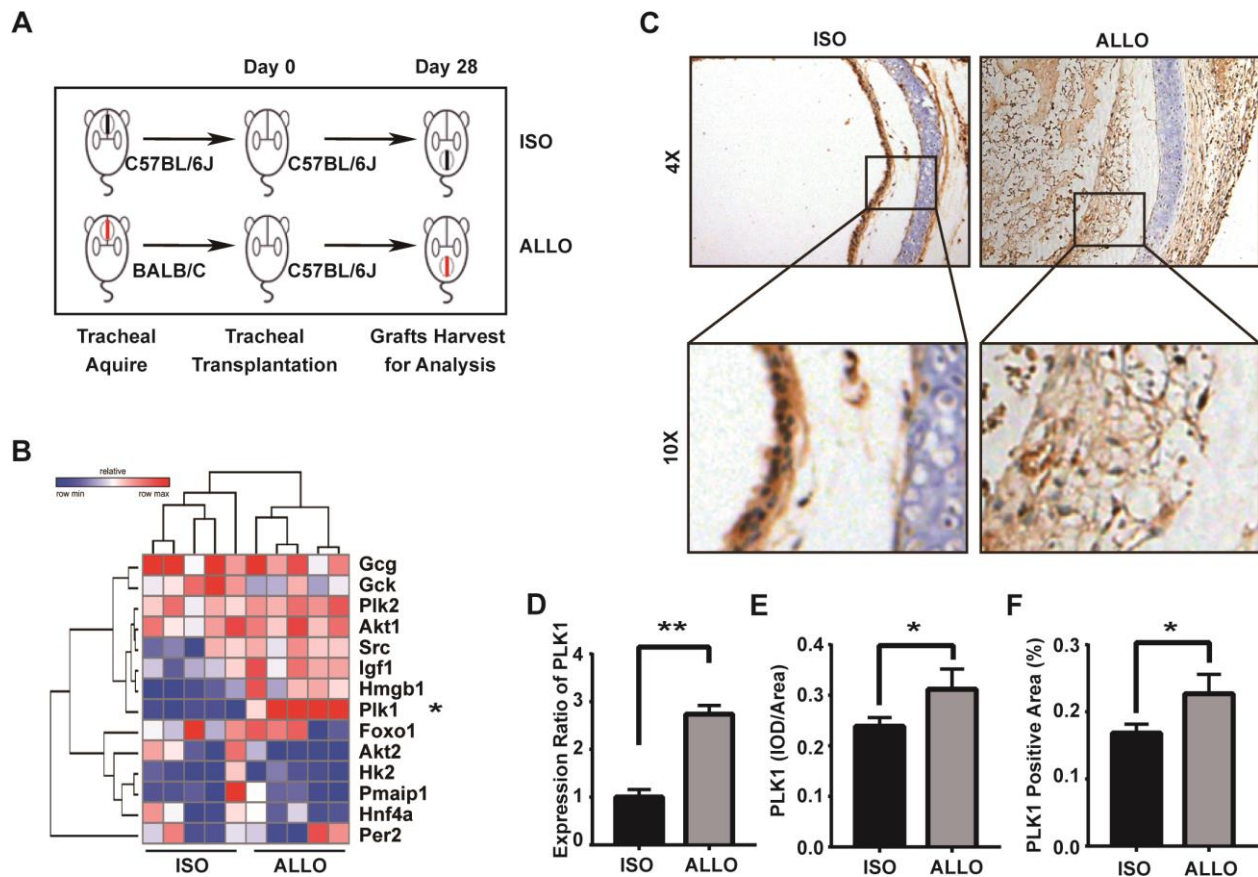 A
Day 0
Day 28
ISO
C57BL/6J
C57BL/6J
ALLO
BALB/C
C57BL/6J
Tracheal
Aquire
Tracheal
Transplantation
Grafts Harvest
for Analysis
B
relative
row min
row max
Gcg
Gck
Plk2
Akt1
Src
Igf1
Hmgb1
Plk1 *
Foxo1
Akt2
Hk2
Pmaip1
Hnf4a
Per2
ISO
ALLO
C
ISO
ALLO
4X
10X
D
Expression Ratio of PLK1
**
5
4
3
2
1
0
ISO
ALLO
E
PLK1 (IOD/Area)
*
0.4
0.3
0.2
0.1
0.0
ISO
ALLO
F
PLK1 Positive Area (%)
*
0.3
0.2
0.1
0.0
ISO
ALLO